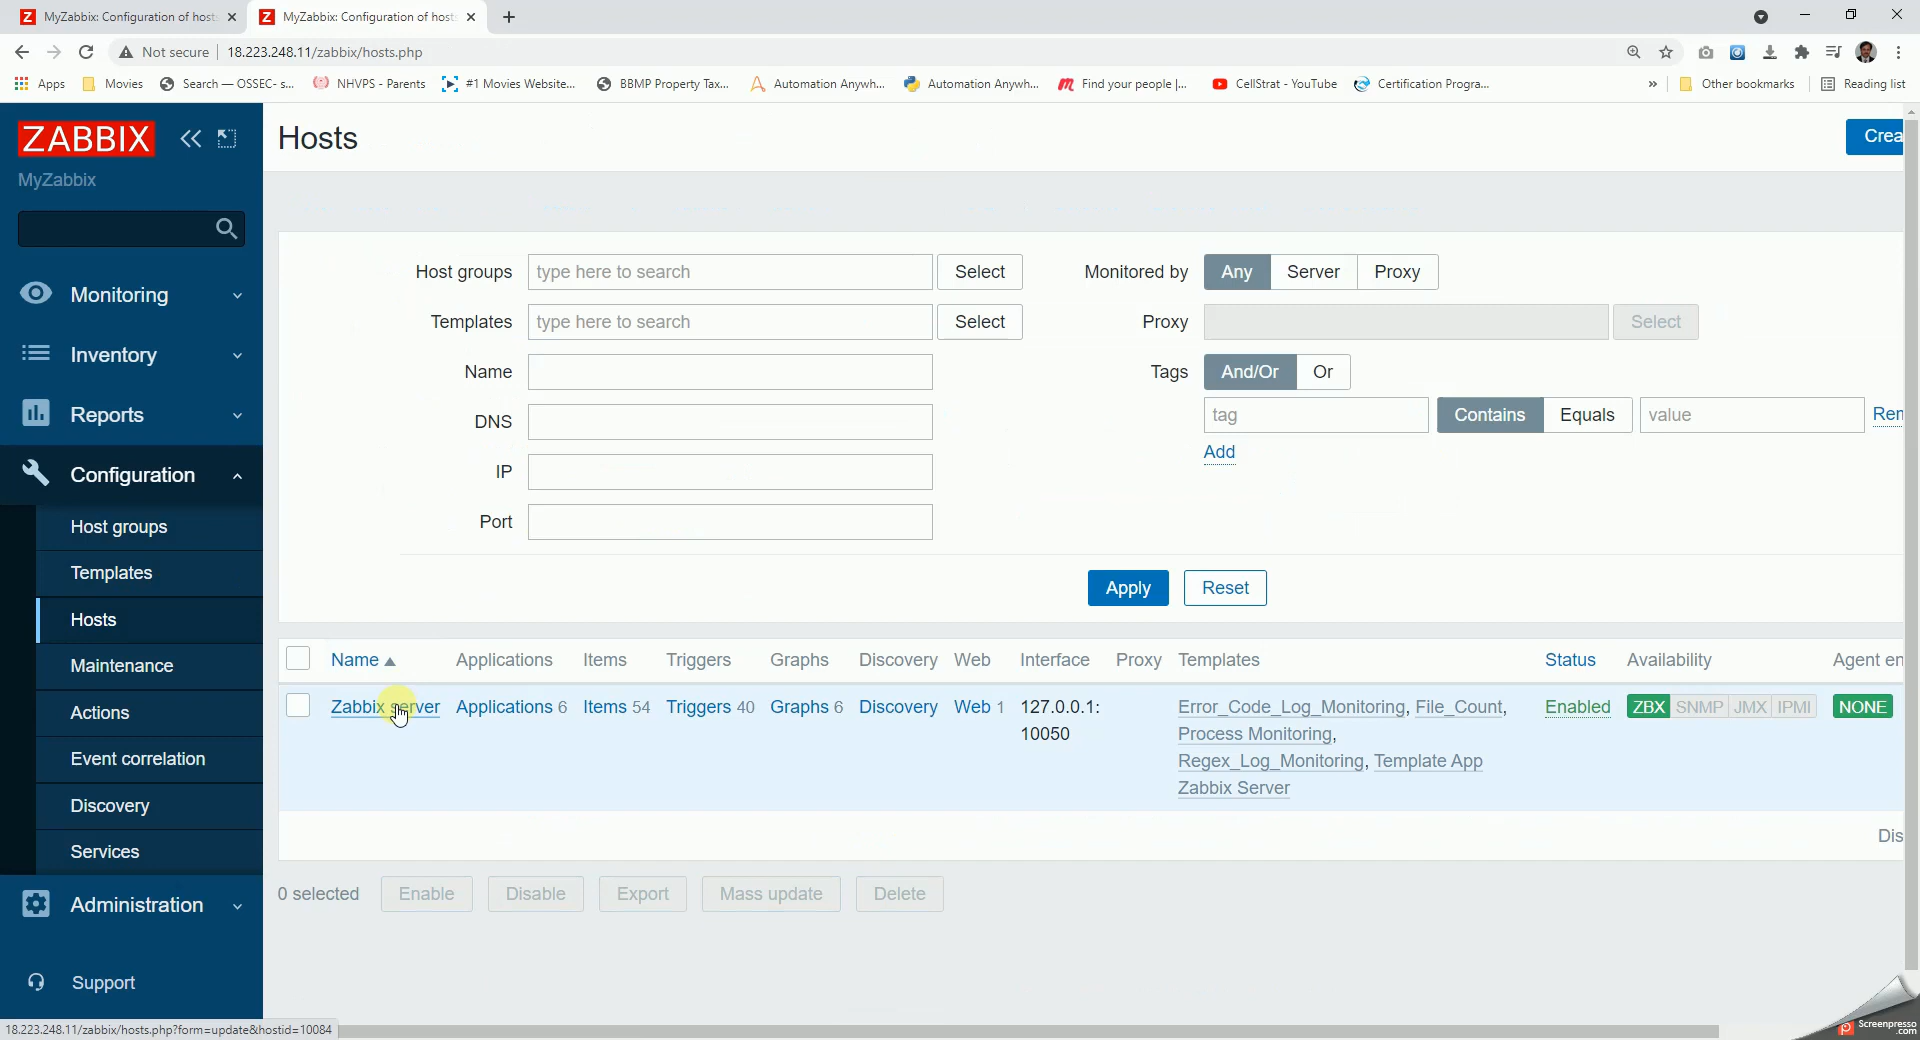 MyZabbix: Configuration of hosts
MyZabbix: Configuration of hosts
Not secure
18.223.248.11/zabbix/hosts.php
Apps
Movies
Search — OSSEC- s...
NHVPS - Parents
#1 Movies Website...
BBMP Property Tax...
Automation Anywh...
Automation Anywh...
Find your people |...
CellStrat - YouTube
Certification Progra...
»
Other bookmarks
Reading list
ZABBIX
MyZabbix
Monitoring
Inventory
Reports
Configuration
Host groups
Templates
Hosts
Maintenance
Actions
Event correlation
Discovery
Services
Administration
Support
18.223.248.11/zabbix/hosts.php?form=update&hostid=10084
Hosts
Crea
Host groups type here to search Select
Templates type here to search Select
Name
DNS
IP
Port
Monitored by Any Server Proxy
Proxy Select
Tags And/Or Or
tag Contains Equals value Rem
Add
Apply Reset
Name Applications Items Triggers Graphs Discovery Web Interface Proxy Templates Status Availability Agent en
Zabbix server Applications 6 Items 54 Triggers 40 Graphs 6 Discovery Web 1 127.0.0.1: Error_Code_Log_Monitoring, File_Count, Enabled ZBX SNMP JMX IPMI NONE
10050 Process Monitoring,
Regex_Log_Monitoring, Template App
Zabbix Server
Dis
0 selected Enable Disable Export Mass update Delete
Screenpresso
.com